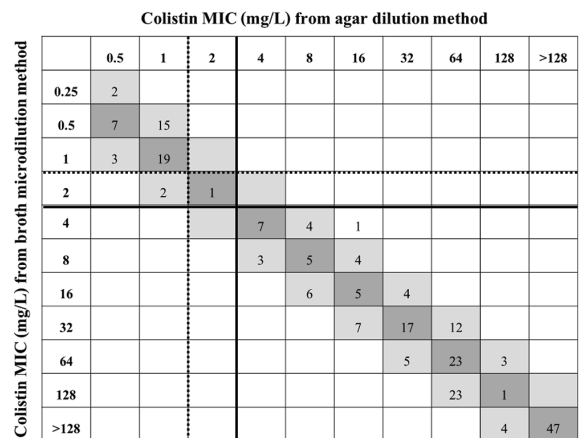 Colistin MIC (mg/L) from agar dilution method
Colistin MIC (mg/L) from broth microdilution method
0.5 1 2 4 8 16 32 64 128 >128
0.25 2
0.5 7 15
1 3 19
2 2 1
4 7 4 1
8 3 5 4
16 6 5 4
32 7 17 12
64 5 23 3
128 23 1
>128 4 47